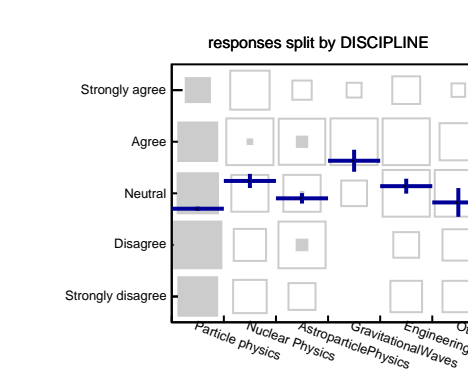 responses split by DISCIPLINE
Strongly agree
Agree
Neutral
Disagree
Strongly disagree
Particle physics
Nuclear Physics
AstroparticlePhysics
GravitationalWaves
Engineering